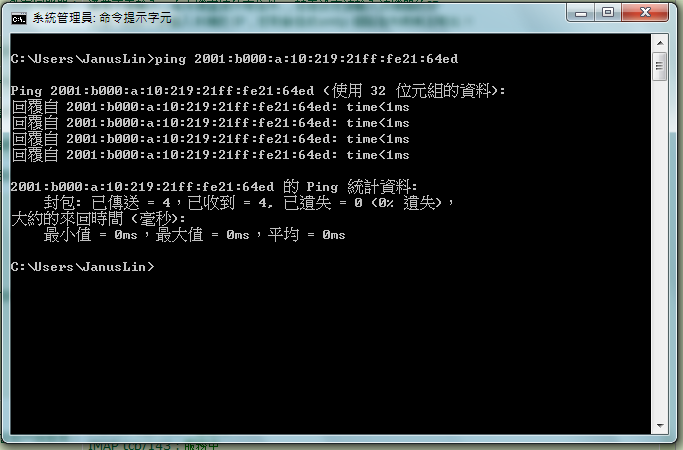 系統管理員: 命令提示字元
C:\Users\JanusLin>ping 2001:b000:a:10:219:21ff:fe21:64ed
Ping 2001:b000:a:10:219:21ff:fe21:64ed (使用 32 位元組的資料):
回覆自 2001:b000:a:10:219:21ff:fe21:64ed: time<1ms
回覆自 2001:b000:a:10:219:21ff:fe21:64ed: time<1ms
回覆自 2001:b000:a:10:219:21ff:fe21:64ed: time<1ms
回覆自 2001:b000:a:10:219:21ff:fe21:64ed: time<1ms
2001:b000:a:10:219:21ff:fe21:64ed 的 Ping 統計資料:
封包: 已傳送 = 4，已收到 = 4, 已遺失 = 0 (0% 遺失)，
大約的來回時間 (毫秒):
最小值 = 0ms，最大值 = 0ms，平均 = 0ms
C:\Users\JanusLin>
IMAP tcp/143：服務中